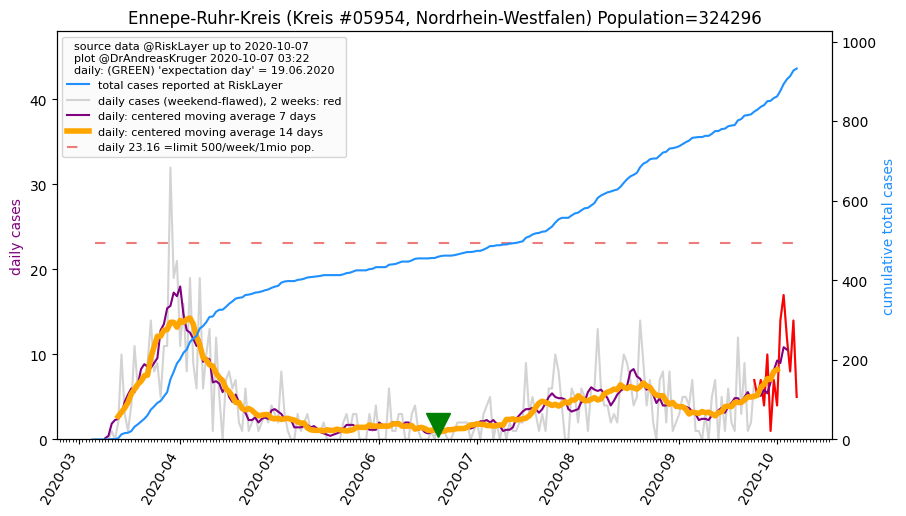 Ennepe-Ruhr-Kreis (Kreis #05954, Nordrhein-Westfalen) Population=324296
source data @RiskLayer up to 2020-10-07
plot @DrAndreasKruger 2020-10-07 03:22
daily: (GREEN) 'expectation day' = 19.06.2020
total cases reported at RiskLayer
daily cases (weekend-flawed), 2 weeks: red
daily: centered moving average 7 days
daily: centered moving average 14 days
daily 23.16 =limit 500/week/1mio pop.
daily cases
40
30
20
10
0
cumulative total cases
1000
800
600
400
200
0
2020-03
2020-04
2020-05
2020-06
2020-07
2020-08
2020-09
2020-10